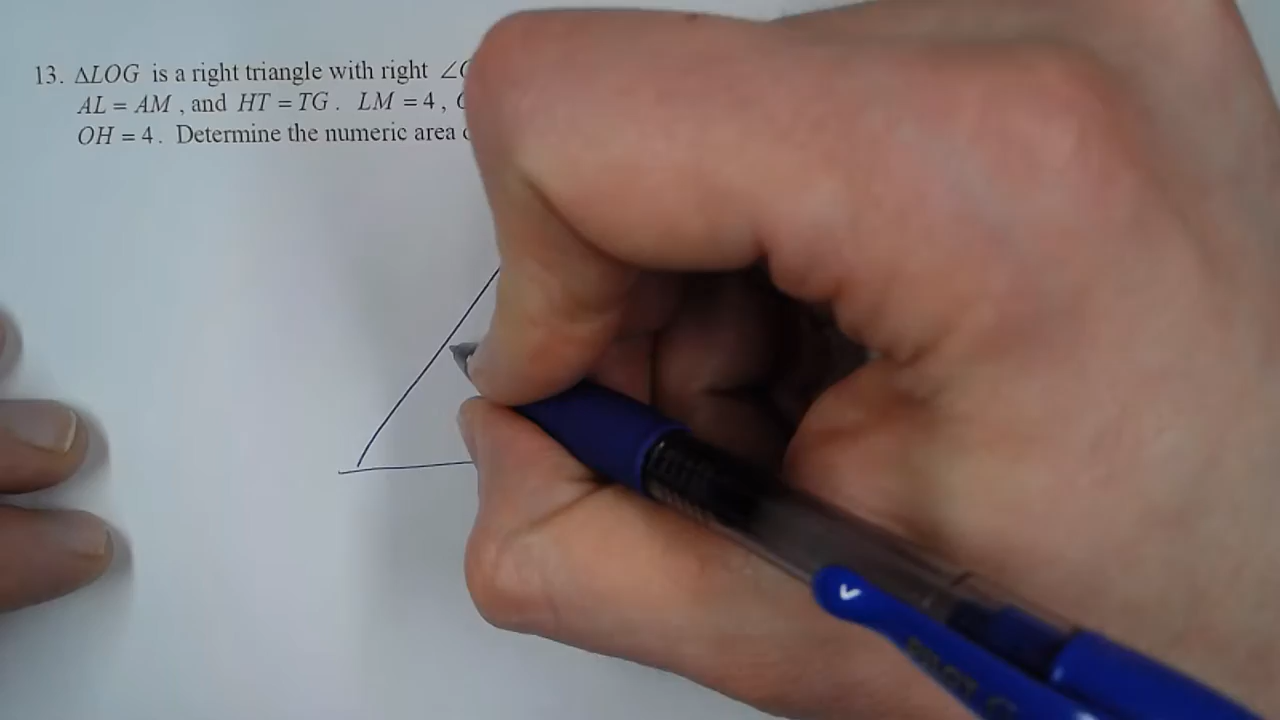 13. ΔLOG is a right triangle with right ∠
AL = AM , and HT = TG . LM = 4 ,
OH = 4 . Determine the numeric area